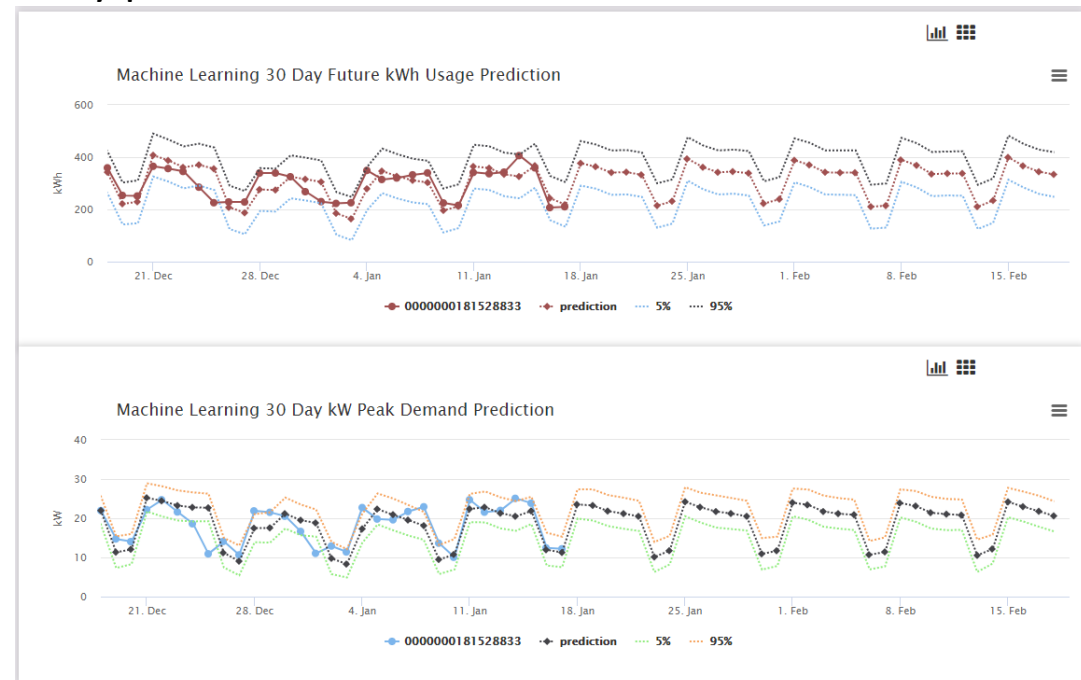 Machine Learning 30 Day Future kWh Usage Prediction
600
400
200
0
kWh
21. Dec 28. Dec 4. Jan 11. Jan 18. Jan 25. Jan 1. Feb 8. Feb 15. Feb
0000000181528833 prediction 5% 95%
Machine Learning 30 Day kW Peak Demand Prediction
40
30
20
10
0
kW
21. Dec 28. Dec 4. Jan 11. Jan 18. Jan 25. Jan 1. Feb 8. Feb 15. Feb
0000000181528833 prediction 5% 95%